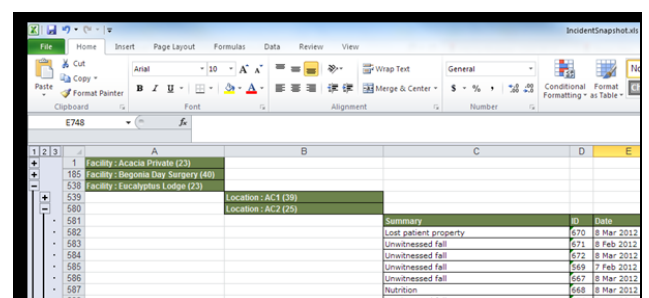 IncidentSnapshot.xls
File Home Insert Page Layout Formulas Data Review View
Cut
Copy
Format Painter
Paste
Arial 10
Wrap Text
Merge & Center
General
Conditional Formatting
Format as Table
No
Clipboard Font Alignment Number
E748 fx
1 2 3 A B C D E
1 Facility : Acacia Private (23)
185 Facility : Begonia Day Surgery (40)
538 Facility : Eucalyptus Lodge (23)
539 Location : AC1 (39)
580 Location : AC2 (25)
581 Summary ID Date
582 Lost patient property 670 8 Mar 2012
583 Unwitnessed fall 671 8 Feb 2012
584 Unwitnessed fall 672 8 Mar 2012
585 Unwitnessed fall 569 7 Feb 2012
586 Unwitnessed fall 667 8 Mar 2012
587 Nutrition 668 8 Mar 2012